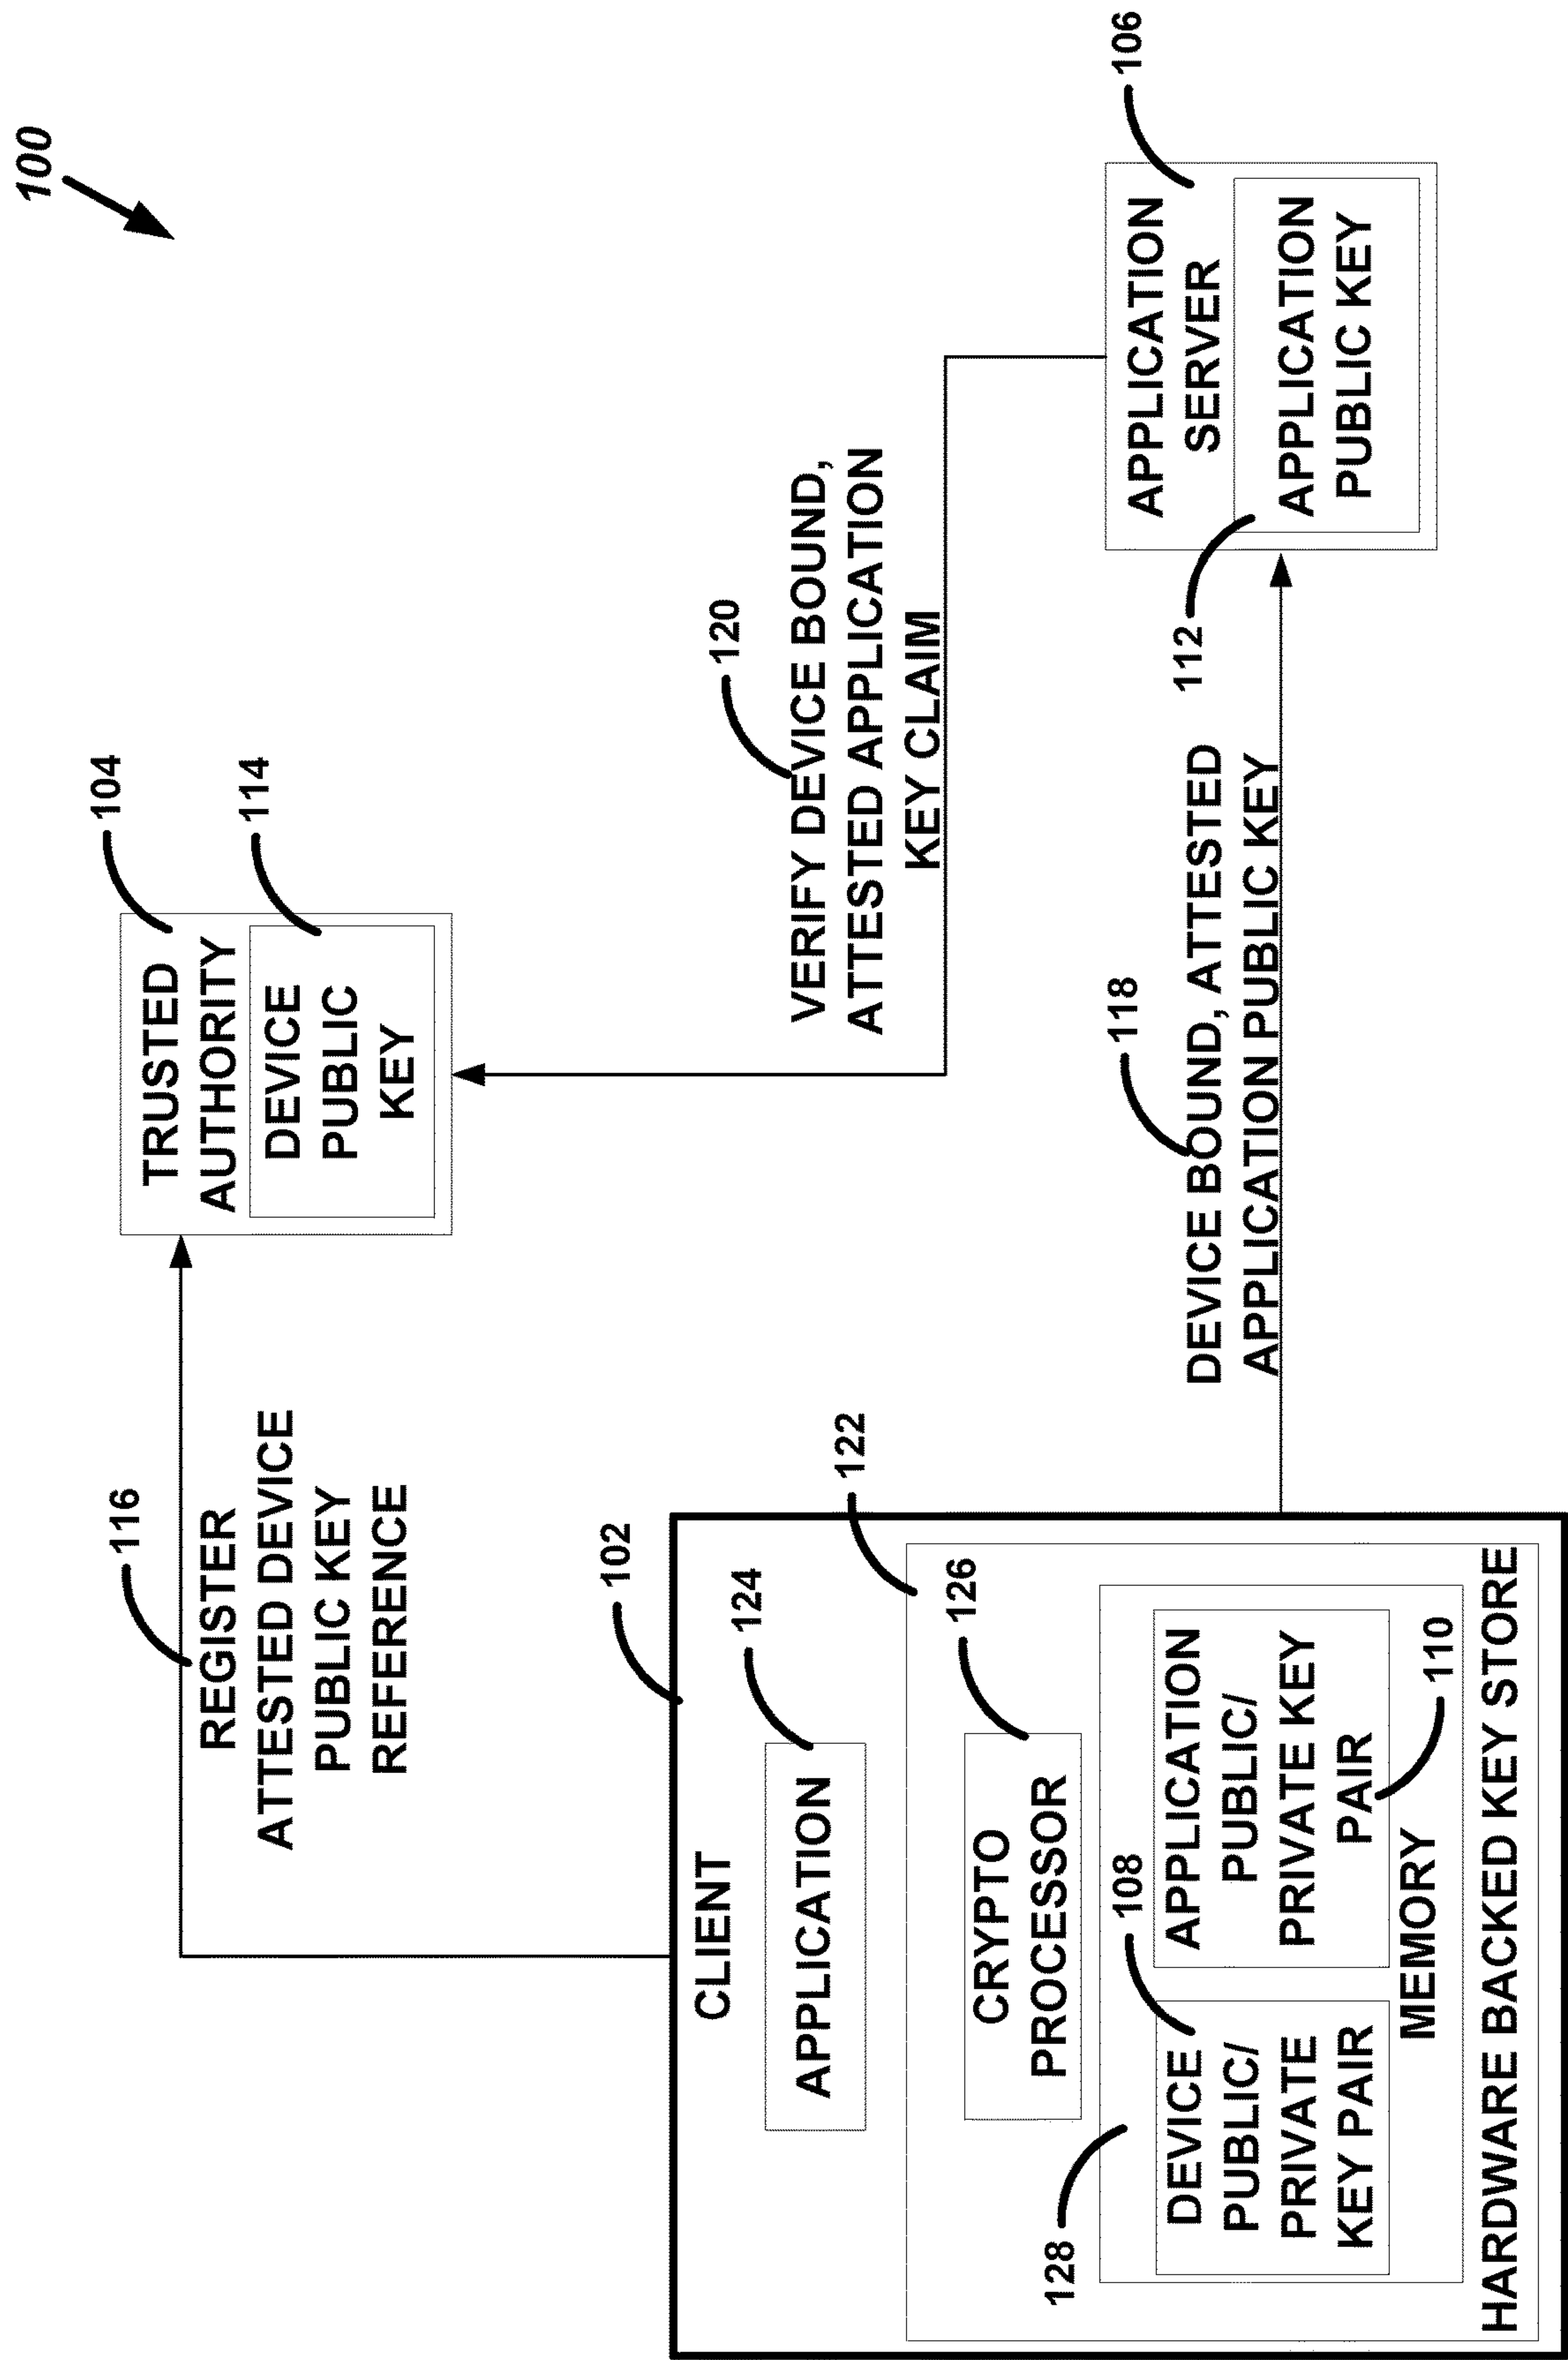 100
116
REGISTER
ATTESTED DEVICE
PUBLIC KEY
REFERENCE
TRUSTED
AUTHORITY
104
DEVICE
PUBLIC
KEY
114
120
VERIFY DEVICE BOUND,
ATTESTED APPLICATION
KEY CLAIM
102
CLIENT
124
APPLICATION
122
126
CRYPTO
PROCESSOR
128
108
DEVICE
PUBLIC/
PRIVATE
KEY PAIR
APPLICATION
PUBLIC/
PRIVATE KEY
PAIR
110
MEMORY
HARDWARE BACKED KEY STORE
118
DEVICE BOUND, ATTESTED
APPLICATION PUBLIC KEY
106
APPLICATION
SERVER
112
APPLICATION
PUBLIC KEY